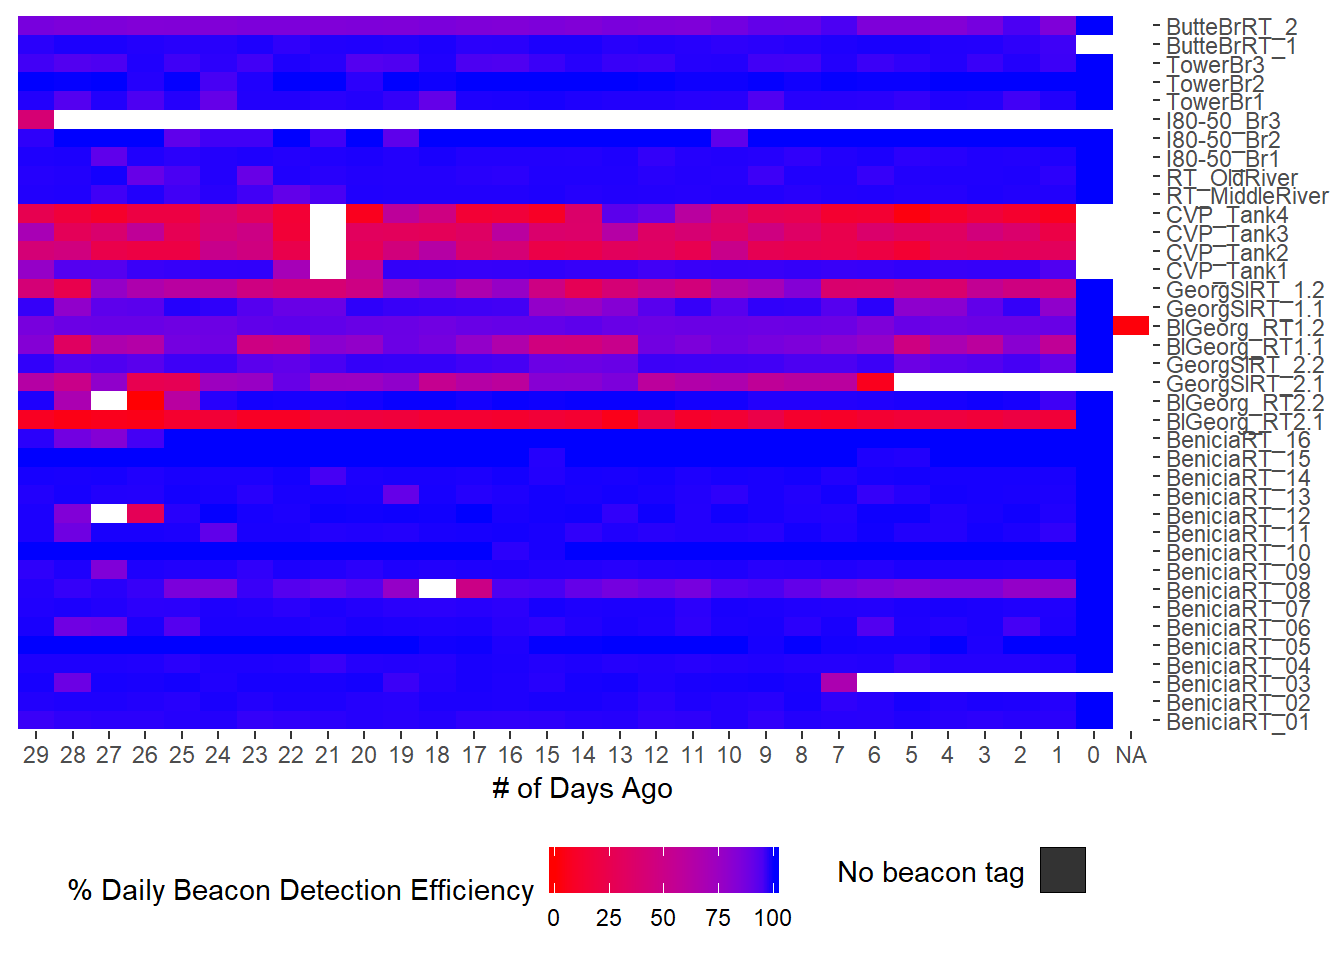 ButteBrRT_2
ButteBrRT_1
TowerBr3
TowerBr2
TowerBr1
I80-50_Br3
I80-50_Br2
I80-50_Br1
RT_OldRiver
RT_MiddleRiver
CVP_Tank4
CVP_Tank3
CVP_Tank2
CVP_Tank1
GeorgSlRT_1.2
GeorgSlRT_1.1
BlGeorg_RT1.2
BlGeorg_RT1.1
GeorgSlRT_2.2
GeorgSlRT_2.1
BlGeorg_RT2.2
BlGeorg_RT2.1
BeniciaRT_16
BeniciaRT_15
BeniciaRT_14
BeniciaRT_13
BeniciaRT_12
BeniciaRT_11
BeniciaRT_10
BeniciaRT_09
BeniciaRT_08
BeniciaRT_07
BeniciaRT_06
BeniciaRT_05
BeniciaRT_04
BeniciaRT_03
BeniciaRT_02
BeniciaRT_01
29 28 27 26 25 24 23 22 21 20 19 18 17 16 15 14 13 12 11 10 9 8 7 6 5 4 3 2 1 0 NA
# of Days Ago
% Daily Beacon Detection Efficiency
0 25 50 75 100
No beacon tag